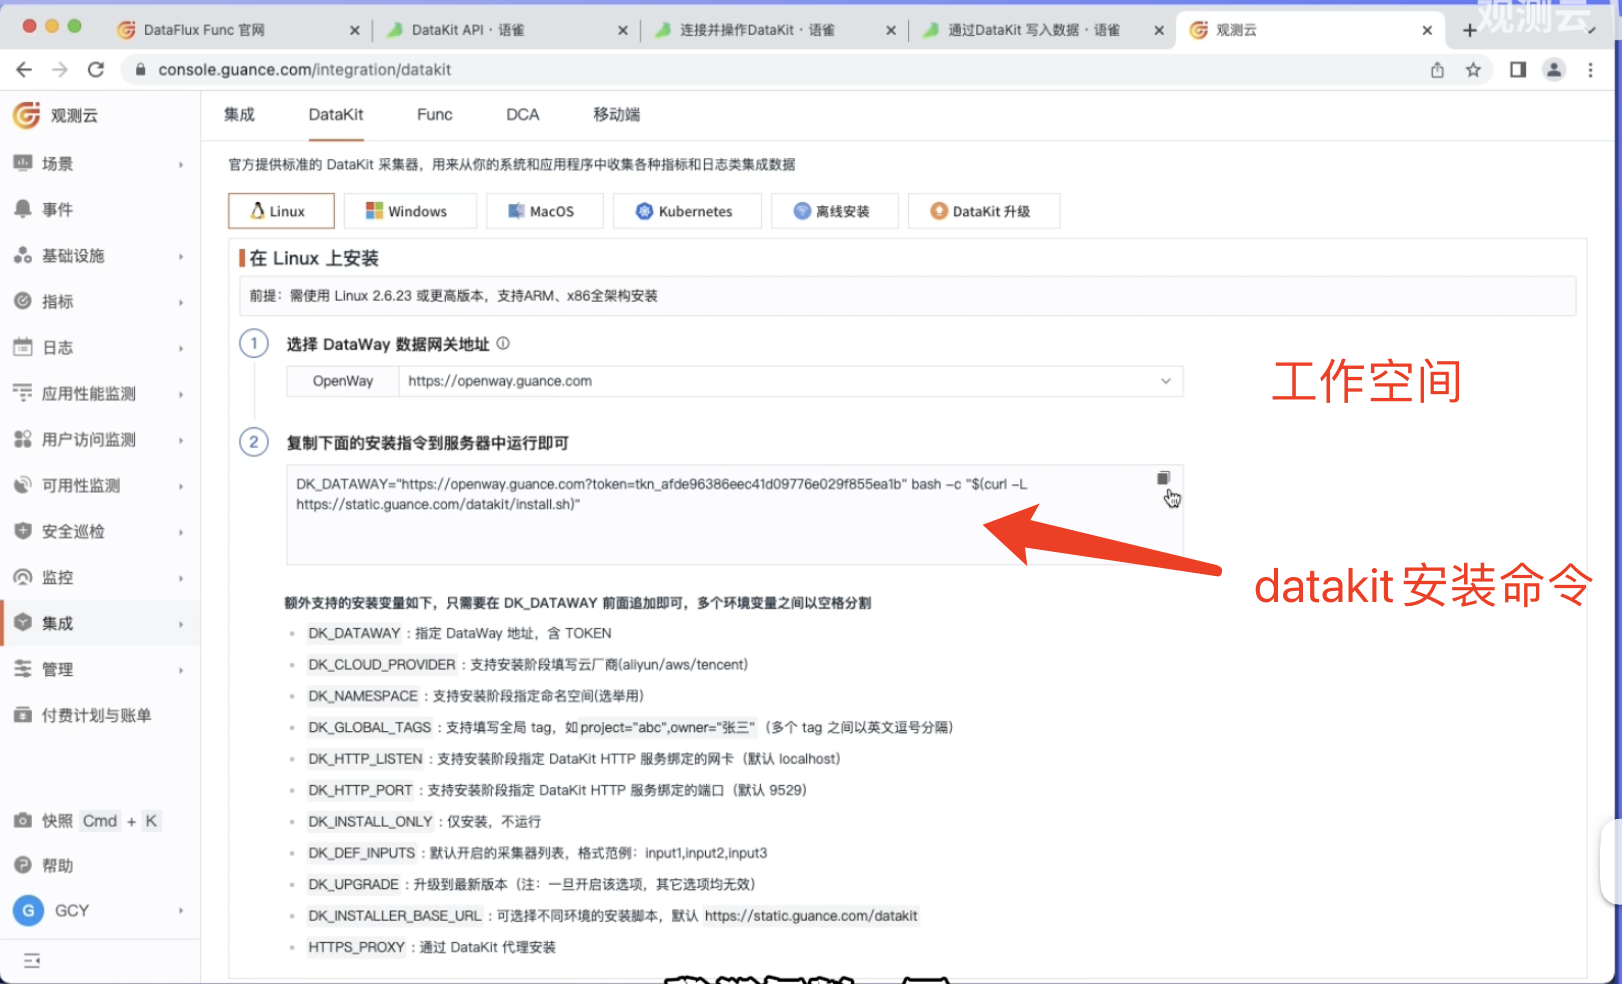 DataFlux Func 官网
DataKit API · 语雀
连接并操作DataKit · 语雀
通过DataKit 写入数据 · 语雀
观测云
观测云
console.guance.com/integration/datakit
观测云
集成
DataKit
Func
DCA
移动端
场景
事件
基础设施
指标
日志
应用性能监测
用户访问监测
可用性监测
安全巡检
监控
集成
管理
付费计划与账单
快照 Cmd + K
帮助
G GCY
官方提供标准的 DataKit 采集器，用来从你的系统和应用程序中收集各种指标和日志类集成数据
Linux
Windows
MacOS
Kubernetes
离线安装
DataKit 升级
在 Linux 上安装
前提：需使用 Linux 2.6.23 或更高版本，支持ARM、x86全架构安装
1 选择 DataWay 数据网关地址
OpenWay https://openway.guance.com
工作空间
2 复制下面的安装指令到服务器中运行即可
DK_DATAWAY="https://openway.guance.com?token=tkn_afde96386eec41d09776e029f855ea1b" bash -c "$(curl -L
https://static.guance.com/datakit/install.sh)"
datakit安装命令
额外支持的安装变量如下，只需要在 DK_DATAWAY 前面追加即可，多个环境变量之间以空格分割
DK_DATAWAY：指定 DataWay 地址，含 TOKEN
DK_CLOUD_PROVIDER：支持安装阶段填写云厂商(aliyun/aws/tencent)
DK_NAMESPACE：支持安装阶段指定命名空间(选举用)
DK_GLOBAL_TAGS：支持填写全局 tag，如 project="abc",owner="张三"（多个 tag 之间以英文逗号分隔）
DK_HTTP_LISTEN：支持安装阶段指定 DataKit HTTP 服务绑定的网卡（默认 localhost）
DK_HTTP_PORT：支持安装阶段指定 DataKit HTTP 服务绑定的端口（默认 9529）
DK_INSTALL_ONLY：仅安装，不运行
DK_DEF_INPUTS：默认开启的采集器列表，格式范例：input1,input2,input3
DK_UPGRADE：升级到最新版本（注：一旦开启该选项，其它选项均无效）
DK_INSTALLER_BASE_URL：可选择不同环境的安装脚本，默认 https://static.guance.com/datakit
HTTPS_PROXY：通过 DataKit 代理安装